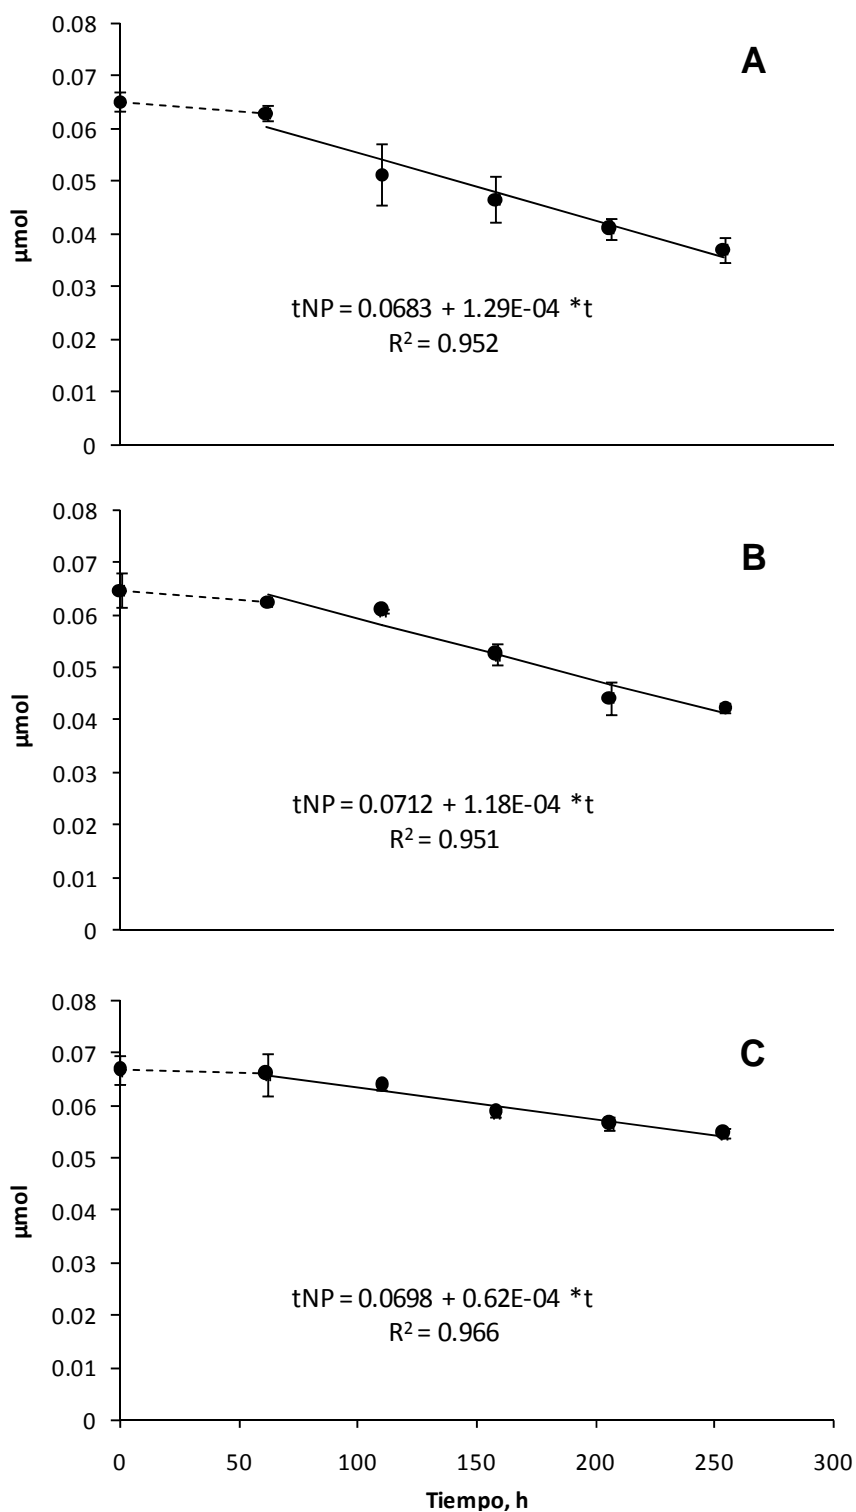 0.08
A
0.07
0.06
0.05
0.04
0.03
0.02
0.01
0
µmol
tNP = 0.0683 + 1.29E-04 *t
R² = 0.952
0.08
B
0.07
0.06
0.05
0.04
0.03
0.02
0.01
0
µmol
tNP = 0.0712 + 1.18E-04 *t
R² = 0.951
0.08
C
0.07
0.06
0.05
0.04
0.03
0.02
0.01
0
µmol
tNP = 0.0698 + 0.62E-04 *t
R² = 0.966
0 50 100 150 200 250 300
Tiempo, h